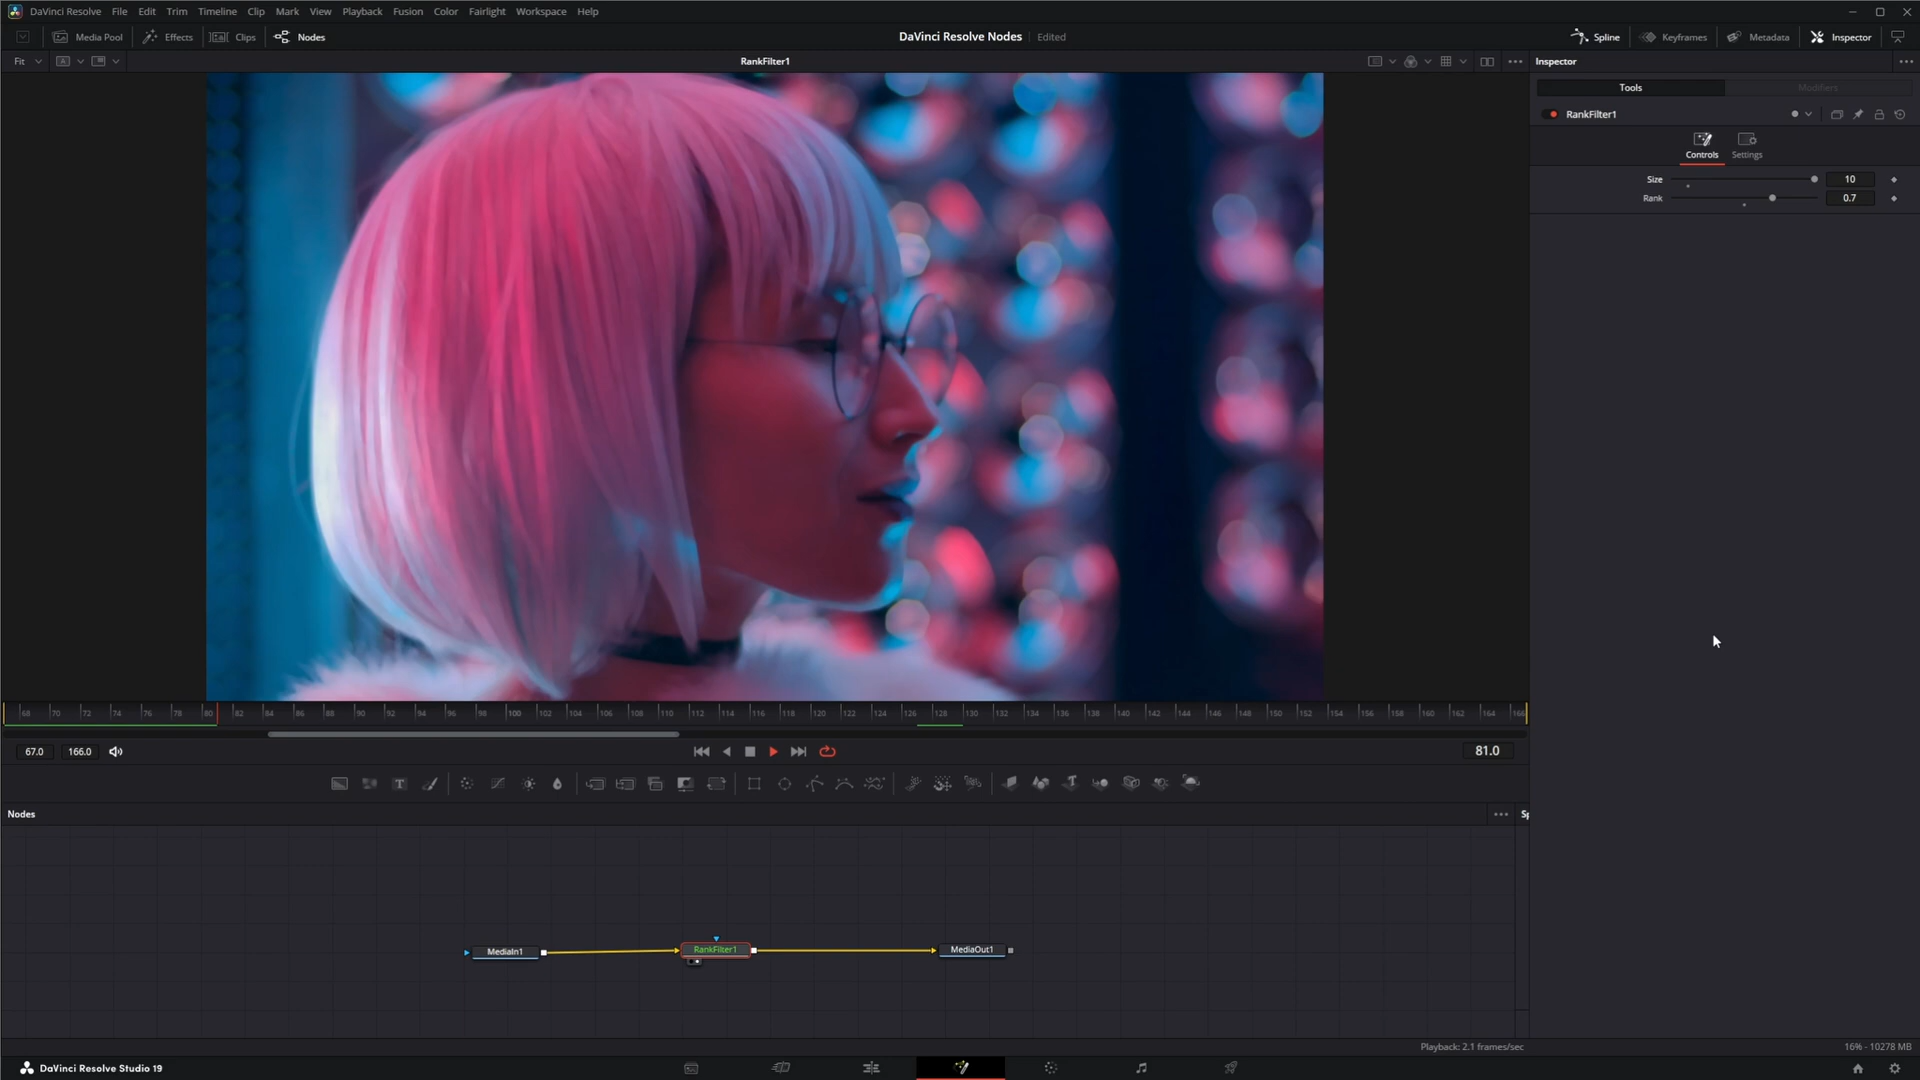 DaVinci Resolve File Edit Trim Timeline Clip Mark View Playback Fusion Color Fairlight Workspace Help
Media Pool Effects Clips Nodes DaVinci Resolve Nodes Edited Spline Keyframes Metadata Inspector
Fit A RankFilter1 Inspector
Tools Modifiers
RankFilter1
Controls Settings
Size 10
Rank 0.7
68 70 72 74 76 78 80 82 84 86 88 90 92 94 96 98 100 102 104 106 108 110 112 114 116 118 120 122 124 126 128 130 132 134 136 138 140 142 144 146 148 150 152 154 156 158 160 162 164 166
67.0 166.0 81.0
T
Nodes Sp
MediaIn1 RankFilter1 MediaOut1
Playback: 2.1 frames/sec 16% - 10278 MB
DaVinci Resolve Studio 19